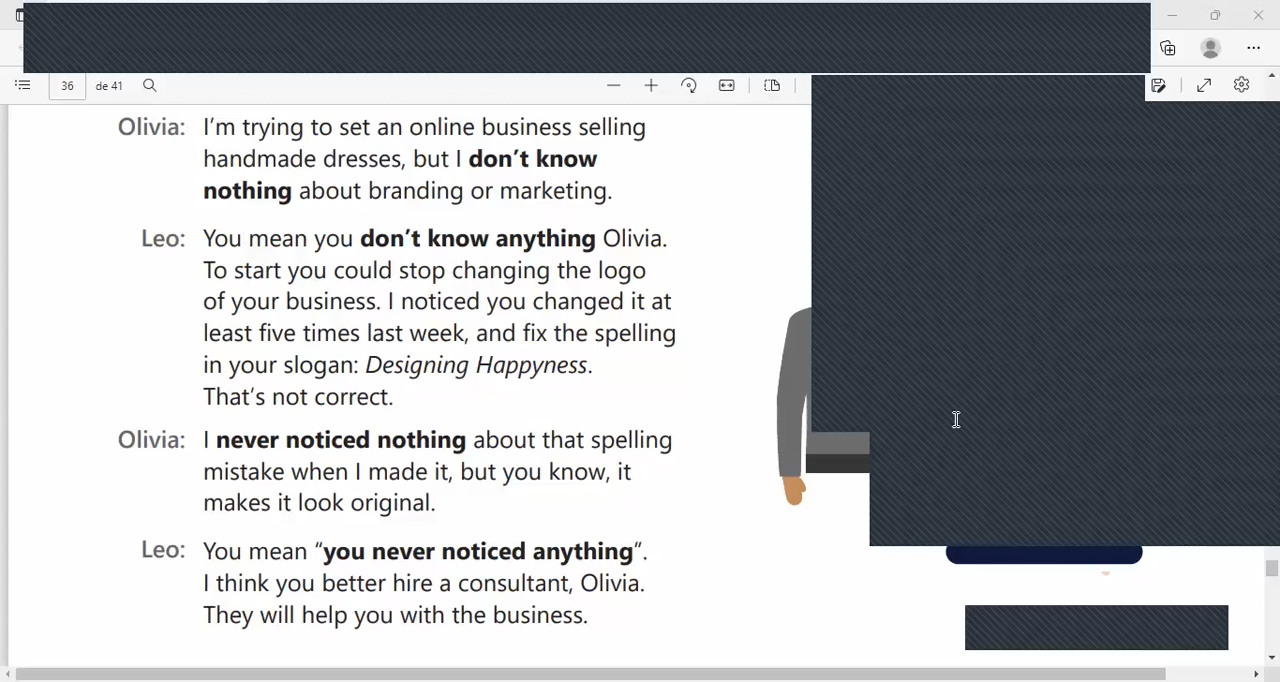 36 de 41
Olivia: I’m trying to set an online business selling
handmade dresses, but I don’t know
nothing about branding or marketing.
Leo: You mean you don’t know anything Olivia.
To start you could stop changing the logo
of your business. I noticed you changed it at
least five times last week, and fix the spelling
in your slogan: Designing Happyness.
That’s not correct.
Olivia: I never noticed nothing about that spelling
mistake when I made it, but you know, it
makes it look original.
Leo: You mean “you never noticed anything”.
I think you better hire a consultant, Olivia.
They will help you with the business.